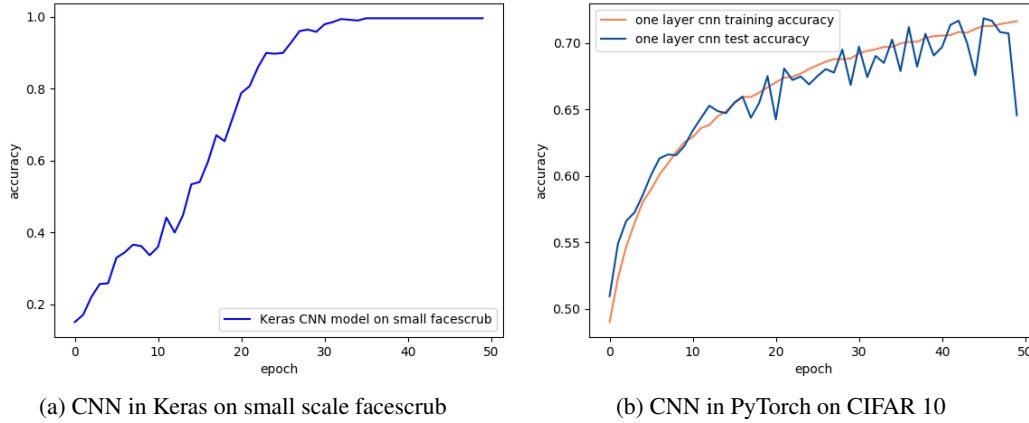 1.0
0.8
0.6
0.4
0.2
accuracy
0 10 20 30 40 50
epoch
Keras CNN model on small facescrub
(a) CNN in Keras on small scale facescrub
one layer cnn training accuracy
one layer cnn test accuracy
0.70
0.65
0.60
0.55
0.50
accuracy
0 10 20 30 40 50
epoch
(b) CNN in PyTorch on CIFAR 10